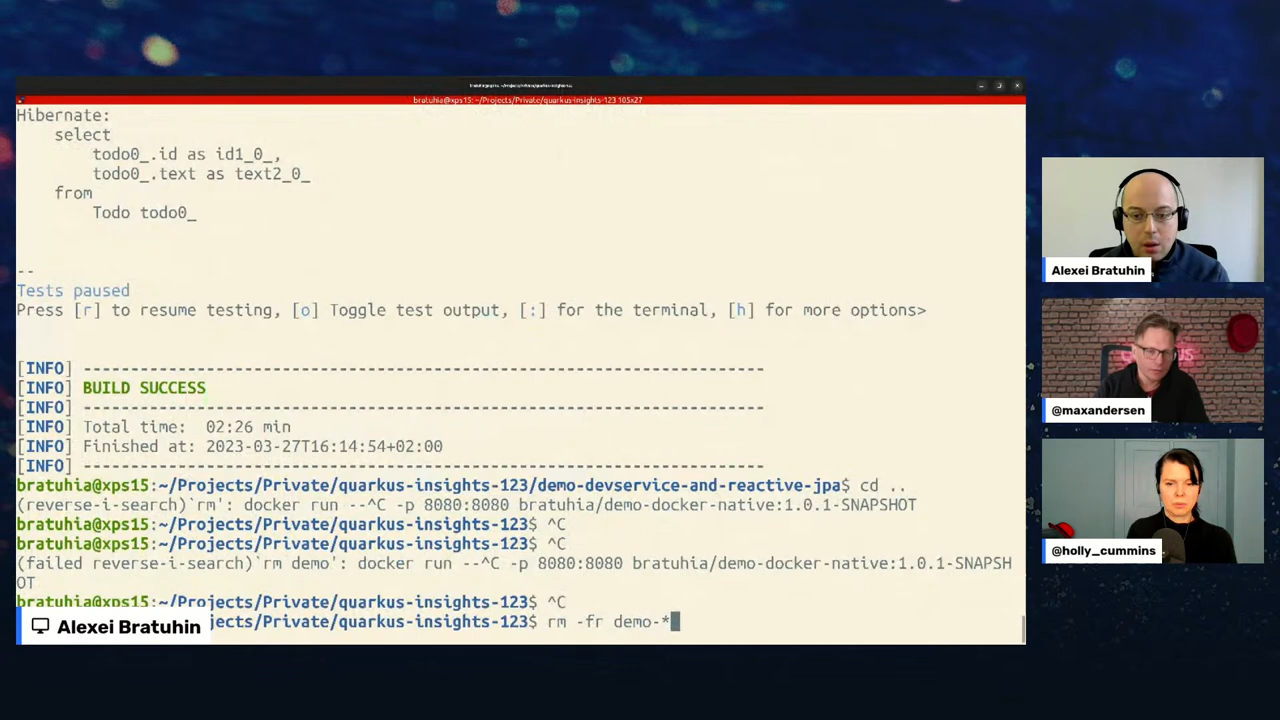 bratuhia@xps15: ~/Projects/Private/quarkus-insights-123 105x27
Hibernate:
select
todo0_.id as id1_0_,
todo0_.text as text2_0_
from
Todo todo0_
--
Tests paused
Press [r] to resume testing, [o] Toggle test output, [:] for the terminal, [h] for more options>
[INFO] ------------------------------------------------------------------------
[INFO] BUILD SUCCESS
[INFO] ------------------------------------------------------------------------
[INFO] Total time:  02:26 min
[INFO] Finished at: 2023-03-27T16:14:54+02:00
[INFO] ------------------------------------------------------------------------
bratuhia@xps15:~/Projects/Private/quarkus-insights-123/demo-devservice-and-reactive-jpa$ cd ..
(reverse-i-search)`rm': docker run --^C -p 8080:8080 bratuhia/demo-docker-native:1.0.1-SNAPSHOT
bratuhia@xps15:~/Projects/Private/quarkus-insights-123$ ^C
bratuhia@xps15:~/Projects/Private/quarkus-insights-123$ ^C
(failed reverse-i-search)`rm demo': docker run --^C -p 8080:8080 bratuhia/demo-docker-native:1.0.1-SNAPSH
OT
bratuhia@xps15:~/Projects/Private/quarkus-insights-123$ ^C
jects/Private/quarkus-insights-123$ rm -fr demo-*
Alexei Bratuhin
Alexei Bratuhin
@maxandersen
@holly_cummins